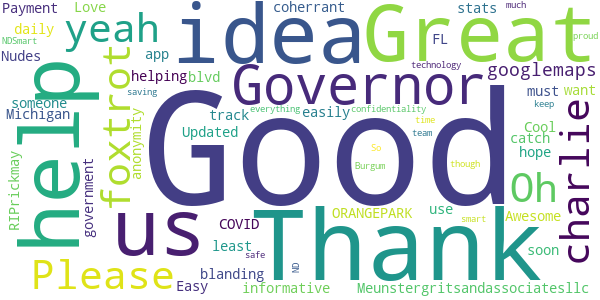 Payment Love coherrant stats much
NDSmart daily yeah idea Great proud
Nudes app FL
technology
help foxtrot helping Governor googlemaps
someone blvd saving must want
Michigan track easily everything confidentiality keep
Good
anonymity Updated time team Cool catch
So
RIPrickmay government us Burgum though Oh hope charlie
Thank
COVID ORANGEPARK use Awesome
smart
least safe soon
Please blanding ND
Easy informative Meunstergritsandassociatesllc